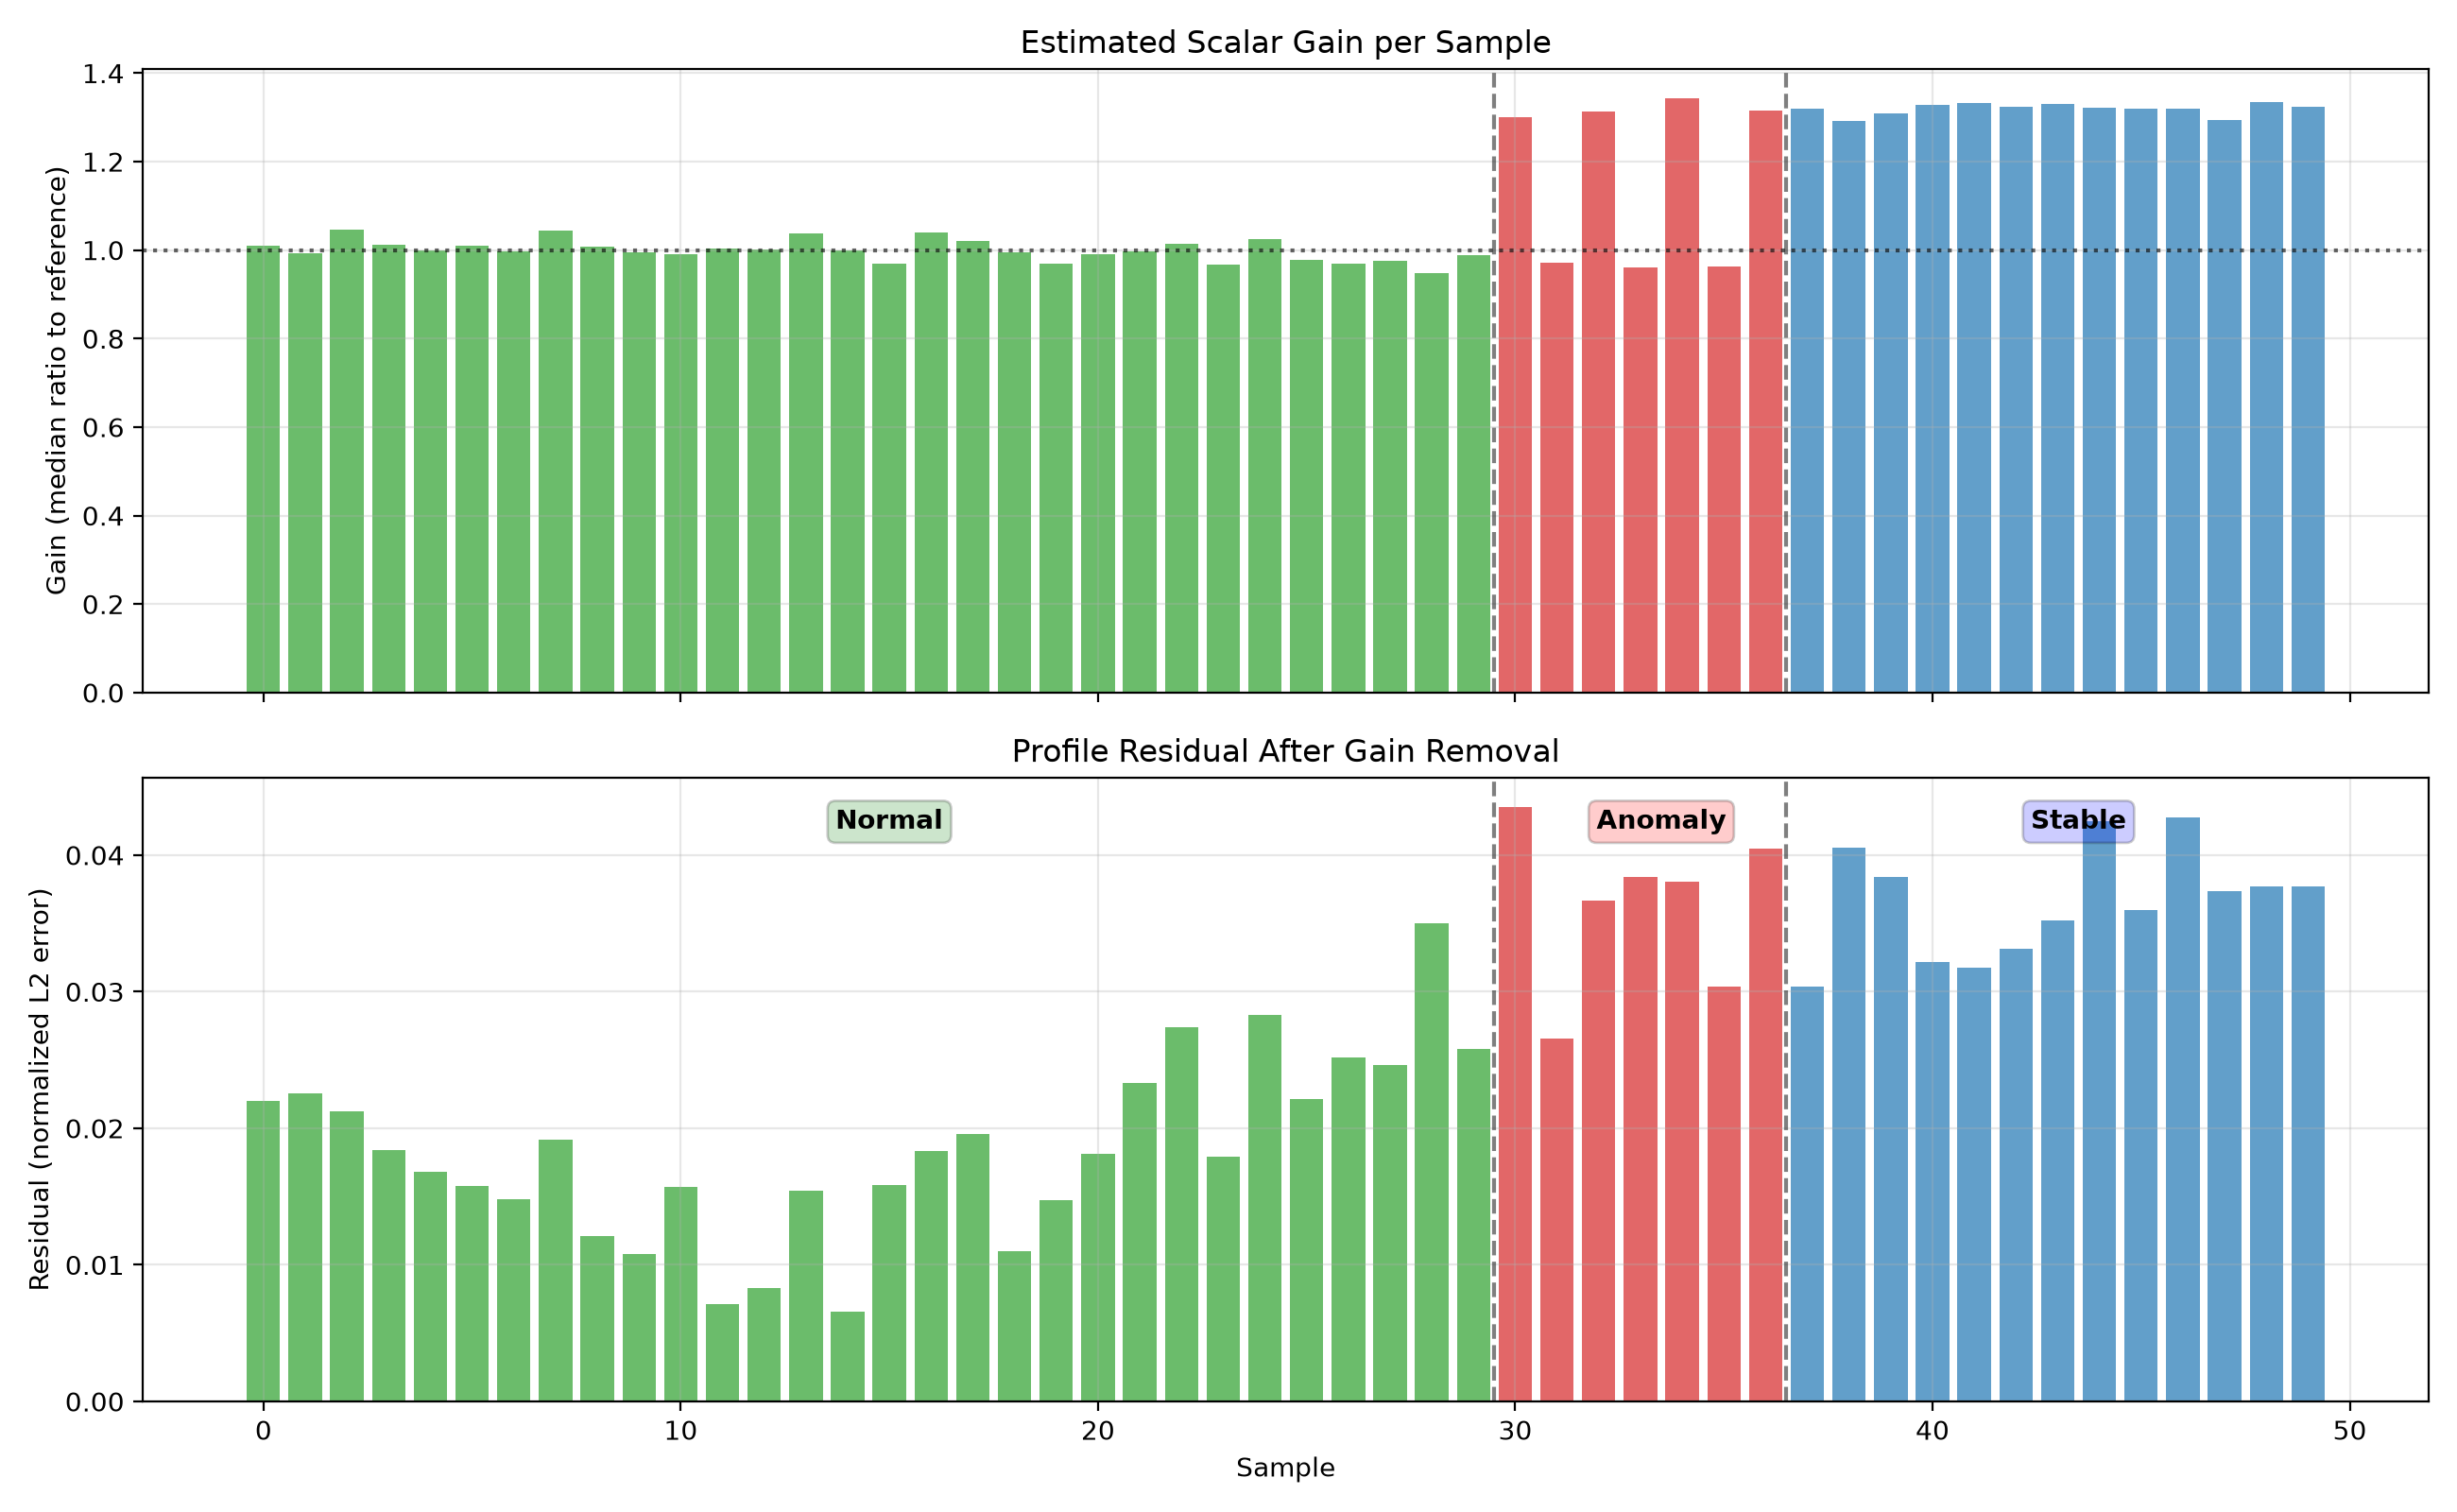 Estimated Scalar Gain per Sample
Gain (median ratio to reference)
1.4
1.2
1.0
0.8
0.6
0.4
0.2
0.0
Profile Residual After Gain Removal
Residual (normalized L2 error)
Normal
Anomaly
Stable
0.04
0.03
0.02
0.01
0.00
0
10
20
30
40
50
Sample